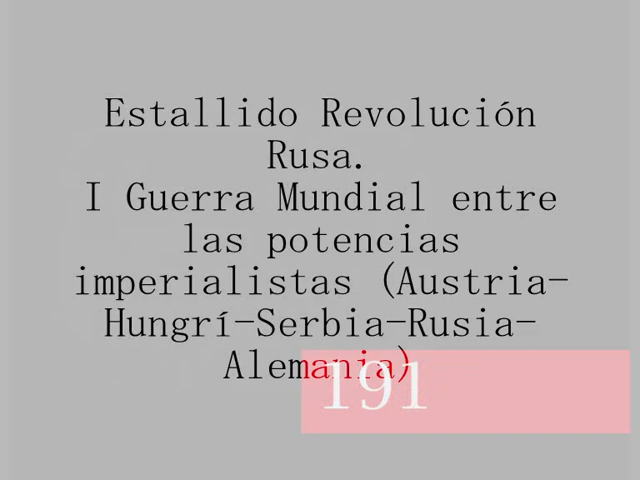 Estallido Revolución
Rusa.
I Guerra Mundial entre
las potencias
imperialistas (Austria-
Hungrí-Serbia-Rusia-
Alemania)
191